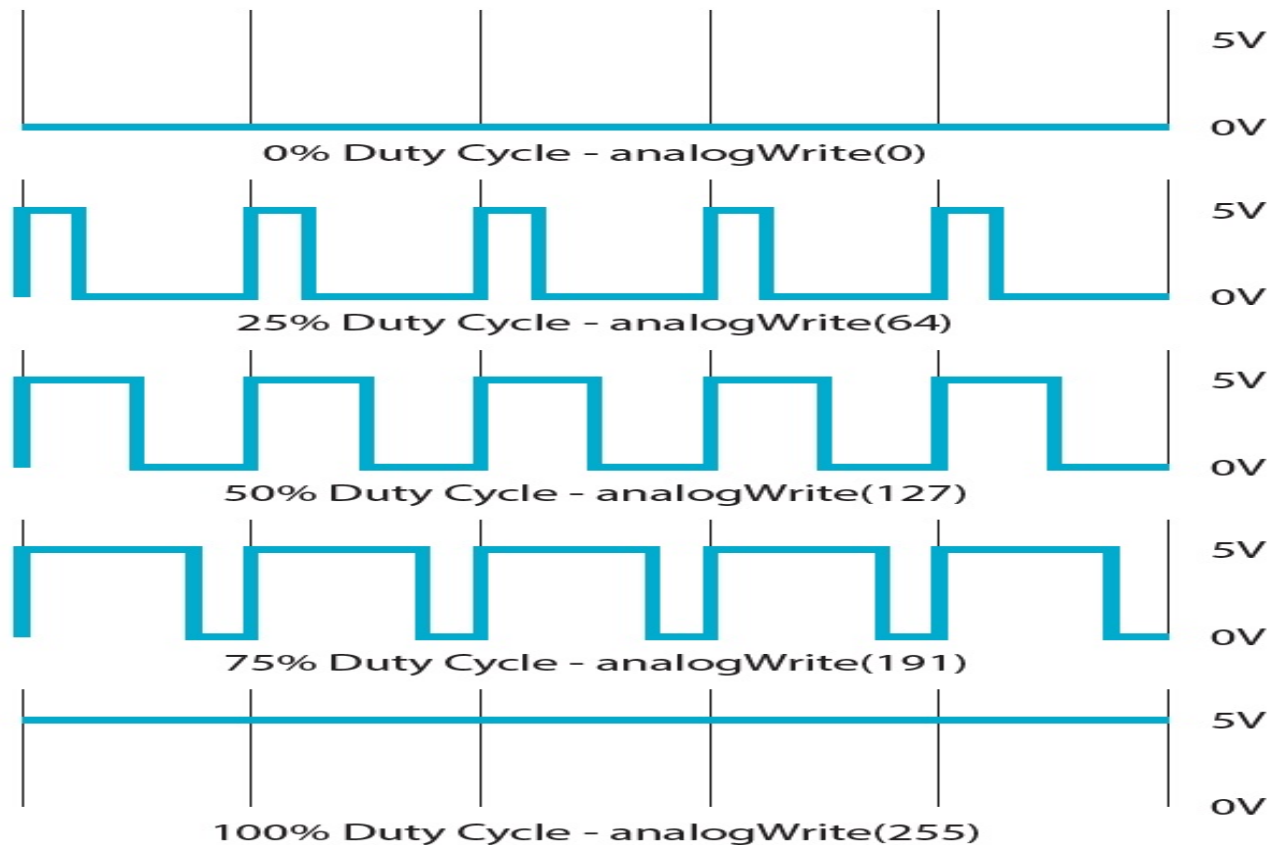 5V
0V
0% Duty Cycle - analogWrite(0)
5V
0V
25% Duty Cycle - analogWrite(64)
5V
0V
50% Duty Cycle - analogWrite(127)
5V
0V
75% Duty Cycle - analogWrite(191)
5V
0V
100% Duty Cycle - analogWrite(255)